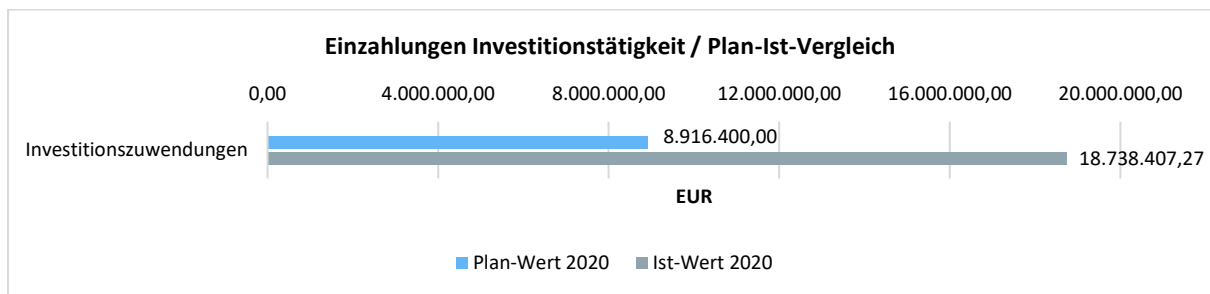 Einzahlungen Investitionstätigkeit / Plan-Ist-Vergleich
0,00 4.000.000,00 8.000.000,00 12.000.000,00 16.000.000,00 20.000.000,00
Investitionszuwendungen
8.916.400,00
18.738.407,27
EUR
Plan-Wert 2020 Ist-Wert 2020